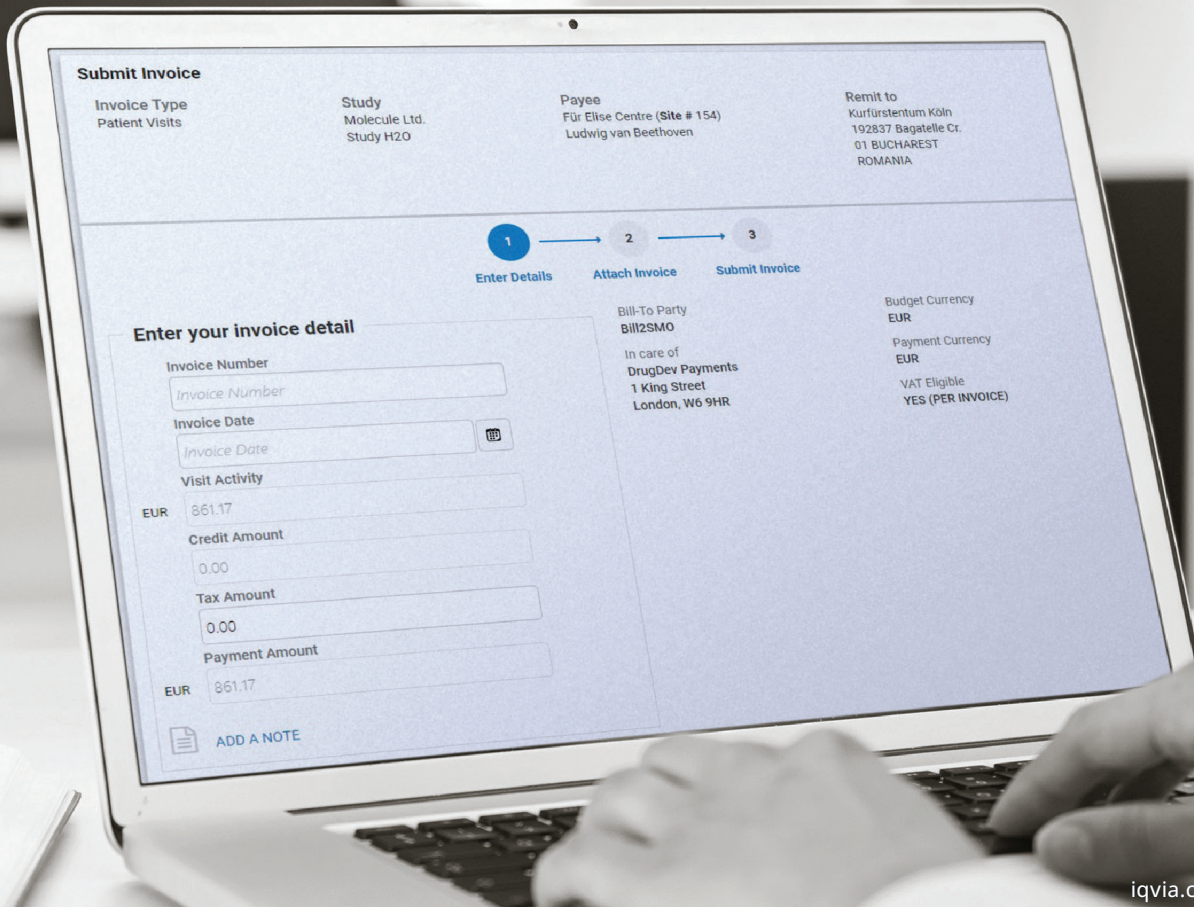 Submit Invoice
Invoice Type
Patient Visits
Study
Molecule Ltd.
Study H2O
Payee
Für Elise Centre (Site # 154)
Ludwig van Beethoven
Remit to
Kurfürstentum Köln
192837 Bagatelle Cr.
01 BUCHAREST
ROMANIA
1
2
3
Enter Details
Attach Invoice
Submit Invoice
Enter your invoice detail
Invoice Number
Invoice Number
Invoice Date
Invoice Date
Visit Activity
EUR 861.17
Credit Amount
0.00
Tax Amount
0.00
Payment Amount
EUR 861.17
ADD A NOTE
Bill-To Party
Bill2SMO
In care of
DrugDev Payments
1 King Street
London, W6 9HR
Budget Currency
EUR
Payment Currency
EUR
VAT Eligible
YES (PER INVOICE)
iqvia.c